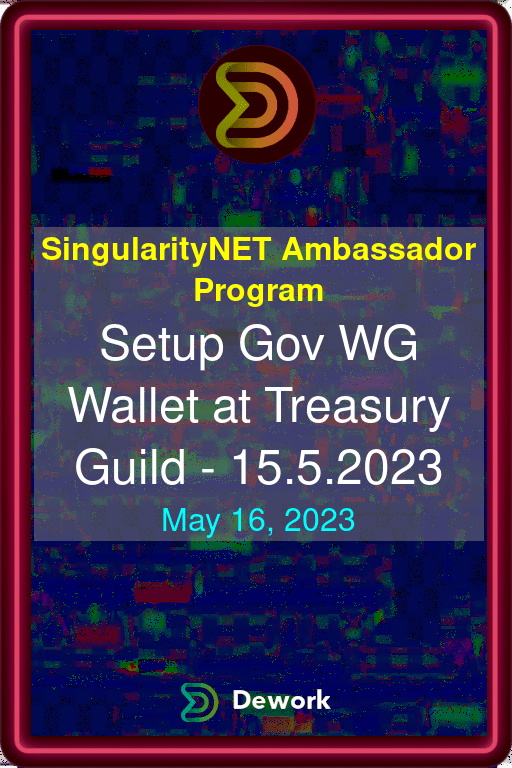 SingularityNET Ambassador
Program
Setup Gov WG
Wallet at Treasury
Guild - 15.5.2023
May 16, 2023
Dework